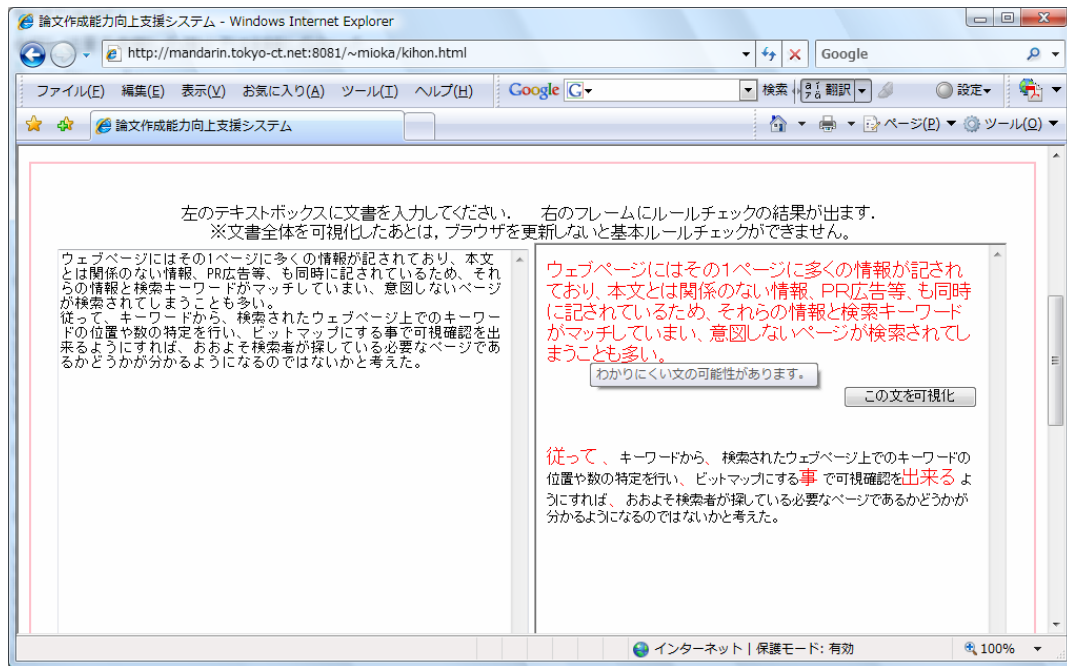 論文作成能力向上支援システム - Windows Internet Explorer
http://mandarin.tokyo-ct.net:8081/~mioka/kihon.html
Google
ファイル(F) 編集(E) 表示(V) お気に入り(A) ツール(T) ヘルプ(H)
Google G 検索 翻訳 設定
論文作成能力向上支援システム
ページ(P) ツール(O)
左のテキストボックスに文書を入力してください. 右のフレームにルールチェックの結果が出ます.
※文書全体を可視化したあとは, ブラウザを更新しないと基本ルールチェックができません。
ウェブページにはその1ページに多くの情報が記されており、本文
とは関係のない情報、PR広告等、も同時に記されているため、それ
らの情報と検索キーワードがマッチしていまい、意図しないページ
が検索されてしまうことも多い。
従って、キーワードから、検索されたウェブページ上でのキーワー
ドの位置や数の特定を行い、ビットマップにする事で可視確認を出
来るようにすれば、おおよそ検索者が探している必要なページであ
るかどうかが分かるようになるのではないかと考えた。
ウェブページにはその1ページに多くの情報が記され
ており、本文とは関係のない情報、PR広告等、も同時
に記されているため、それらの情報と検索キーワード
がマッチしていまい、意図しないページが検索されてし
まうことも多い。
わかりにくい文の可能性があります。
この文を可視化
従って 、キーワードから、検索されたウェブページ上でのキーワードの
位置や数の特定を行い、ビットマップにする事 で可視確認を出来る よ
うにすれば、おおよそ検索者が探している必要なページであるかどうかが
分かるようになるのではないかと考えた。
インターネット | 保護モード: 有効
100%